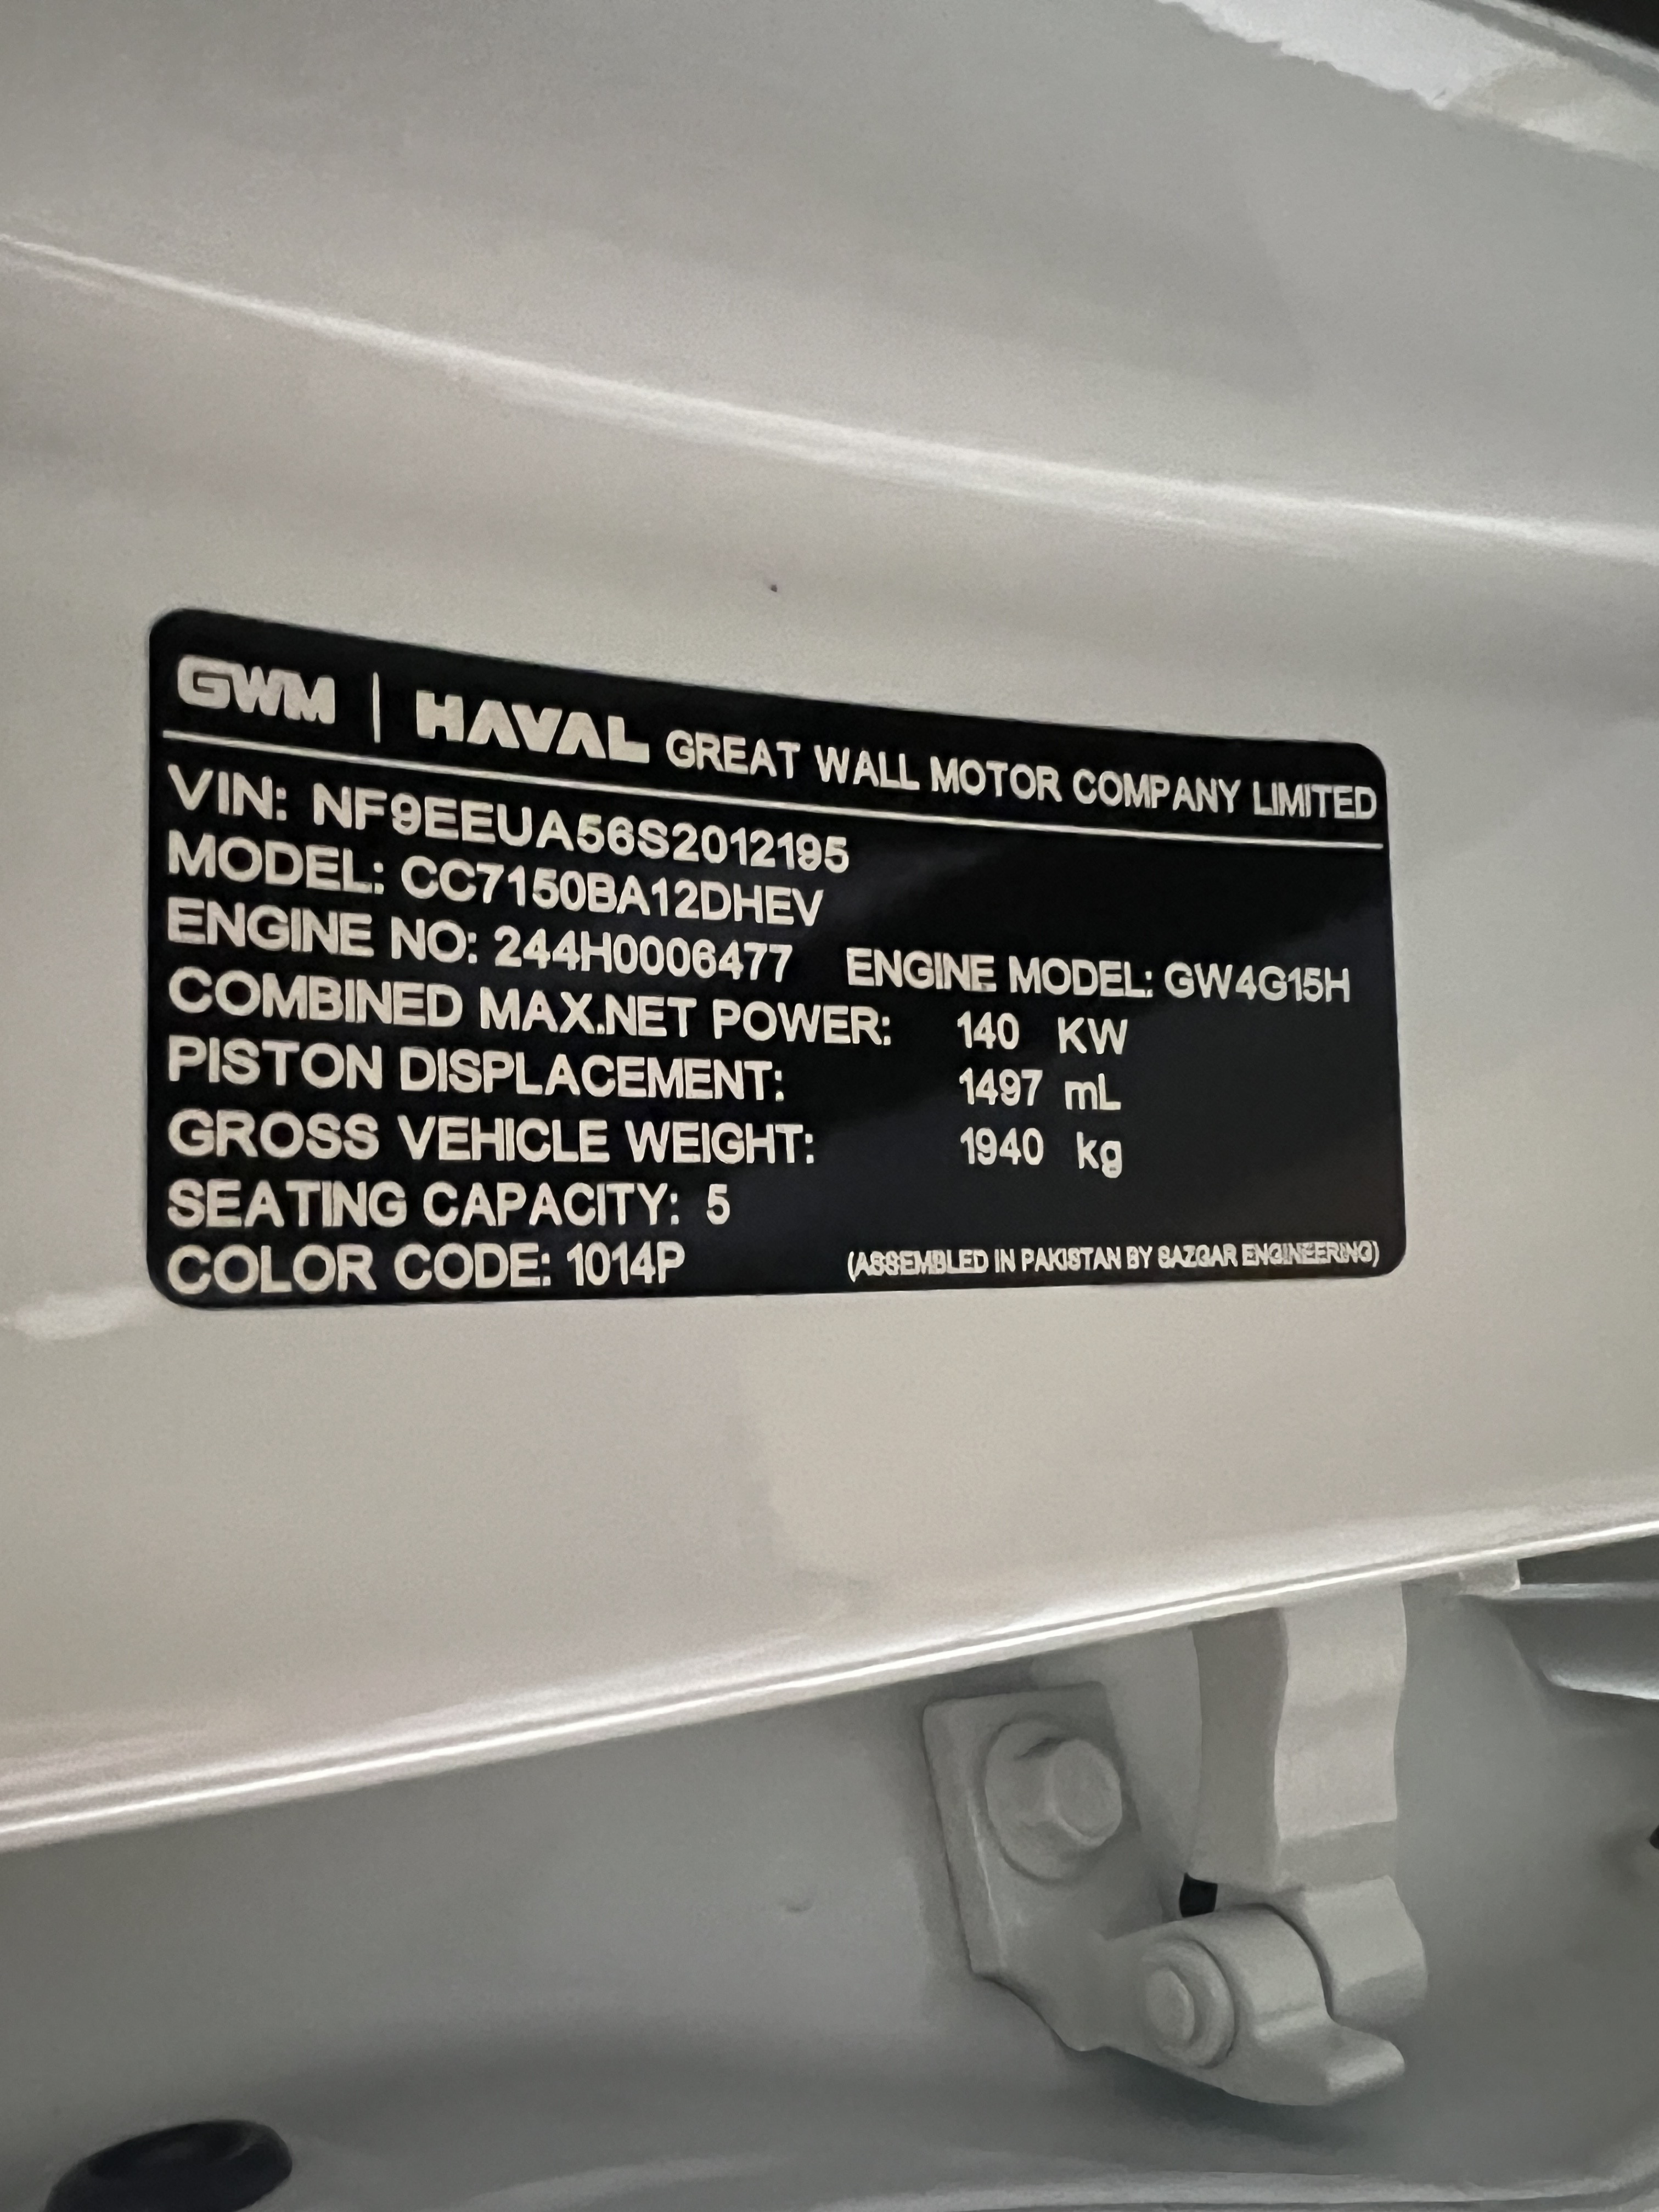 GWM | HAVAL GREAT WALL MOTOR COMPANY LIMITED
VIN: NF9EEUA56S2012195
MODEL: CC7150BA12DHEV
ENGINE NO: 244H0006477 ENGINE MODEL: GW4G15H
COMBINED MAX.NET POWER: 140 KW
PISTON DISPLACEMENT: 1497 mL
GROSS VEHICLE WEIGHT: 1940 kg
SEATING CAPACITY: 5
COLOR CODE: 1014P (ASSEMBLED IN PAKISTAN BY SAZGAR ENGINEERING)